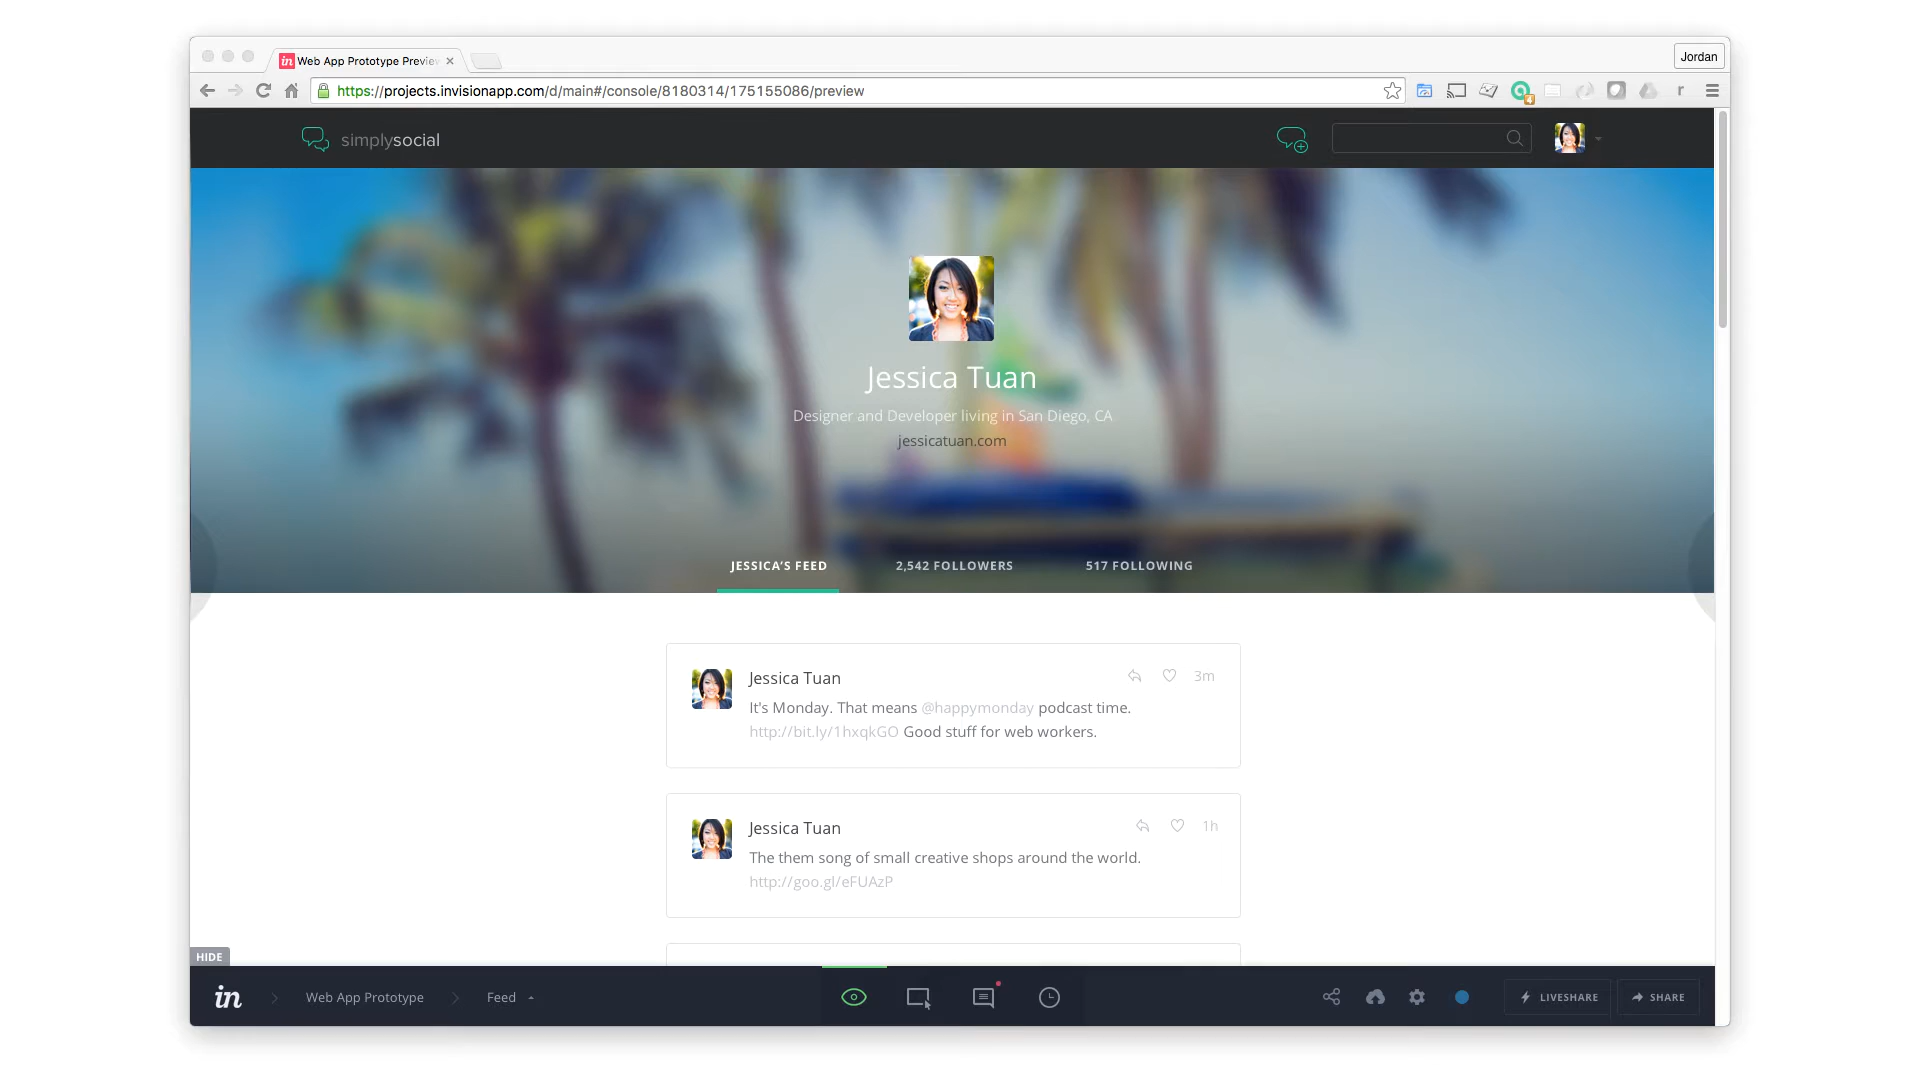 Web App Prototype Previe
Jordan
https://projects.invisionapp.com/d/main#/console/8180314/175155086/preview
4
r
simplysocial
Jessica Tuan
Designer and Developer living in San Diego, CA
jessicatuan.com
JESSICA'S FEED
2,542 FOLLOWERS
517 FOLLOWING
Jessica Tuan
3m
It's Monday. That means @happymonday podcast time.
http://bit.ly/1hxqkGO Good stuff for web workers.
Jessica Tuan
1h
The them song of small creative shops around the world.
http://goo.gl/eFUAzP
HIDE
in
Web App Prototype
Feed
LIVESHARE
SHARE